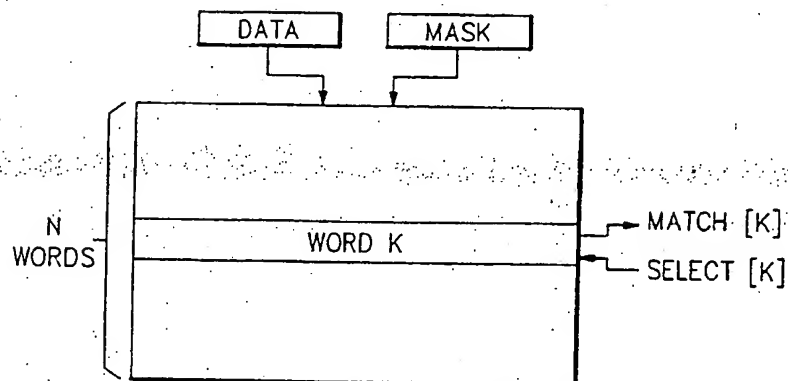 DATA
MASK
N
WORDS
WORD K
MATCH [K]
SELECT [K]